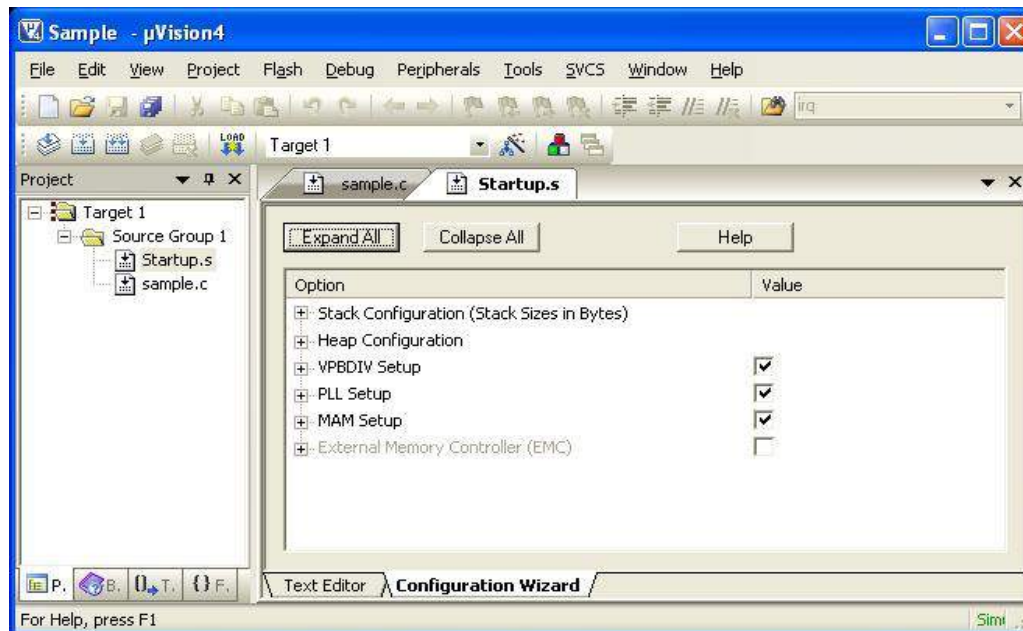 Sample - µVision4
File Edit View Project Flash Debug Peripherals Tools SVCS Window Help
irq
LOAD Target 1
Project sample.c Startup.s
Target 1
Source Group 1
Startup.s
sample.c
Expand All Collapse All Help
Option Value
Stack Configuration (Stack Sizes in Bytes)
Heap Configuration
VPBDIV Setup
PLL Setup
MAM Setup
External Memory Controller (EMC)
P. B. T. F. Text Editor Configuration Wizard
For Help, press F1